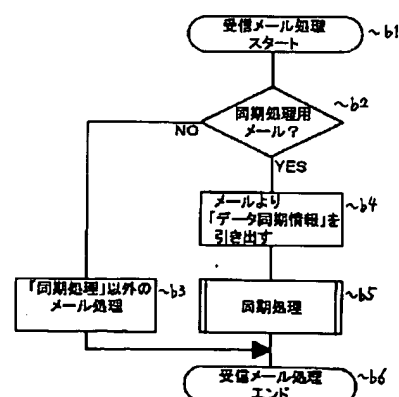 受信メール処理
スタート
~b1
同期処理用
メール?
~b2
NO
YES
メールより
「データ同期情報」を
引き出す
~b4
「同期処理」以外の
メール処理
~b3
同期処理
~b5
受信メール処理
エンド
~b6